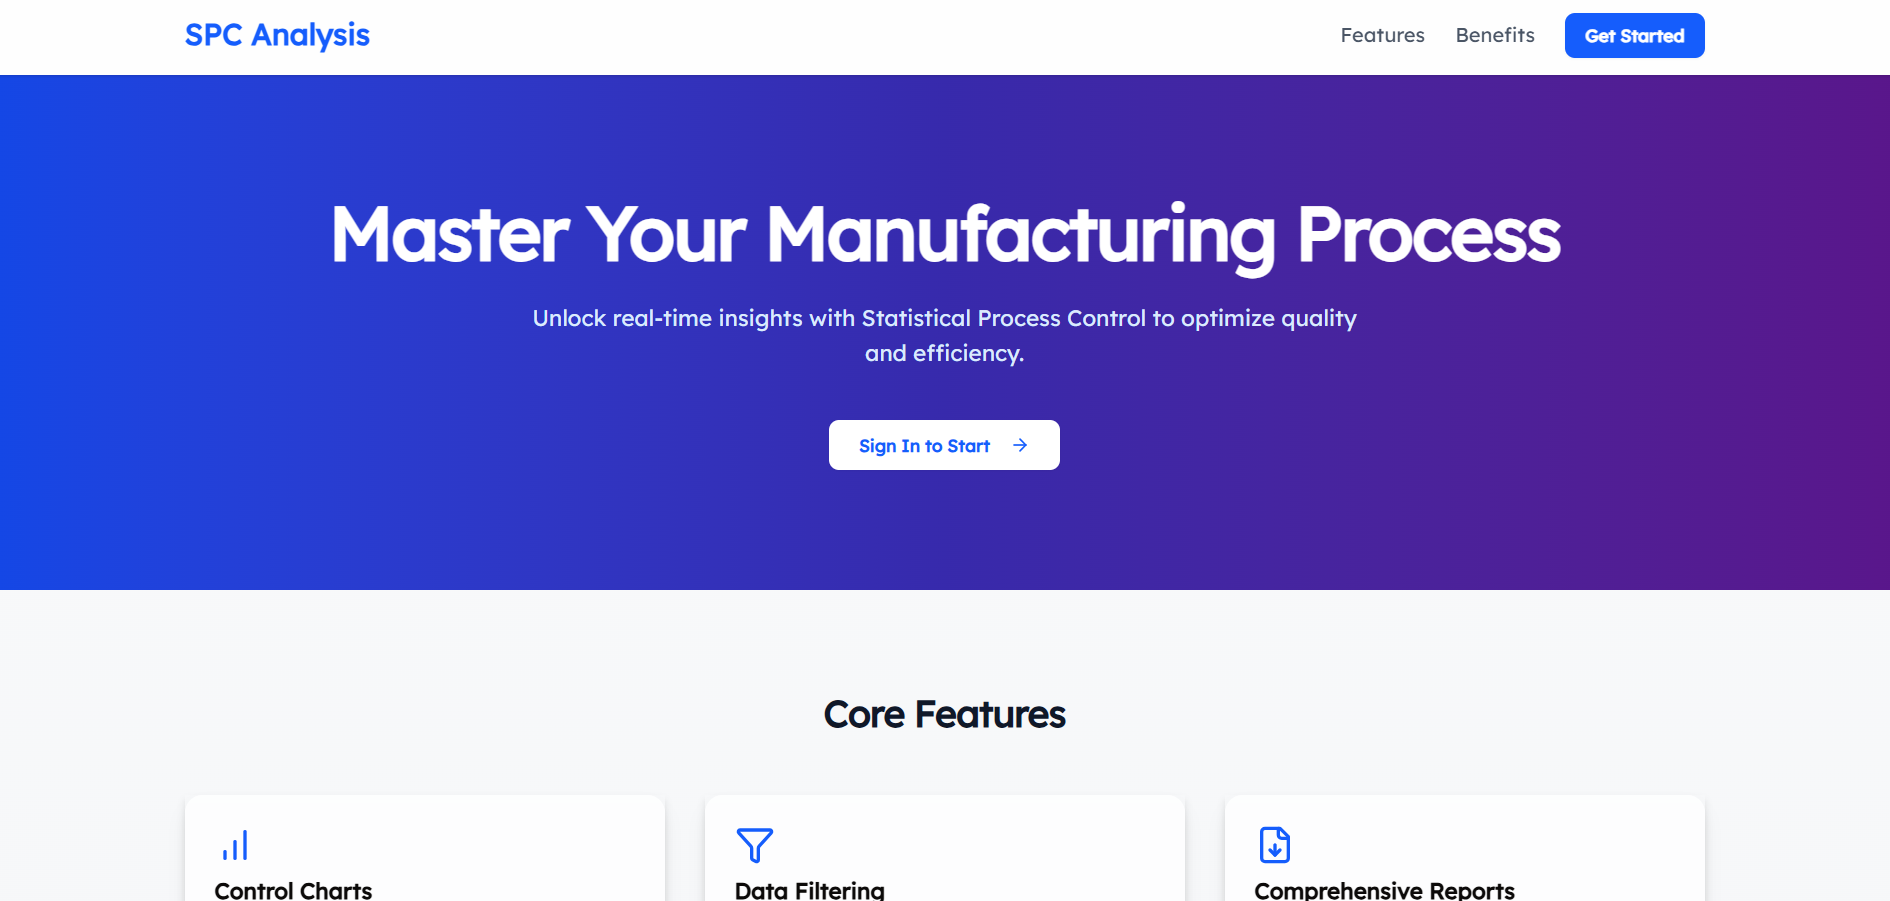 SPC Analysis
Features
Benefits
Get Started
Master Your Manufacturing Process
Unlock real-time insights with Statistical Process Control to optimize quality
and efficiency.
Sign In to Start
Core Features
Control Charts
Data Filtering
Comprehensive Reports